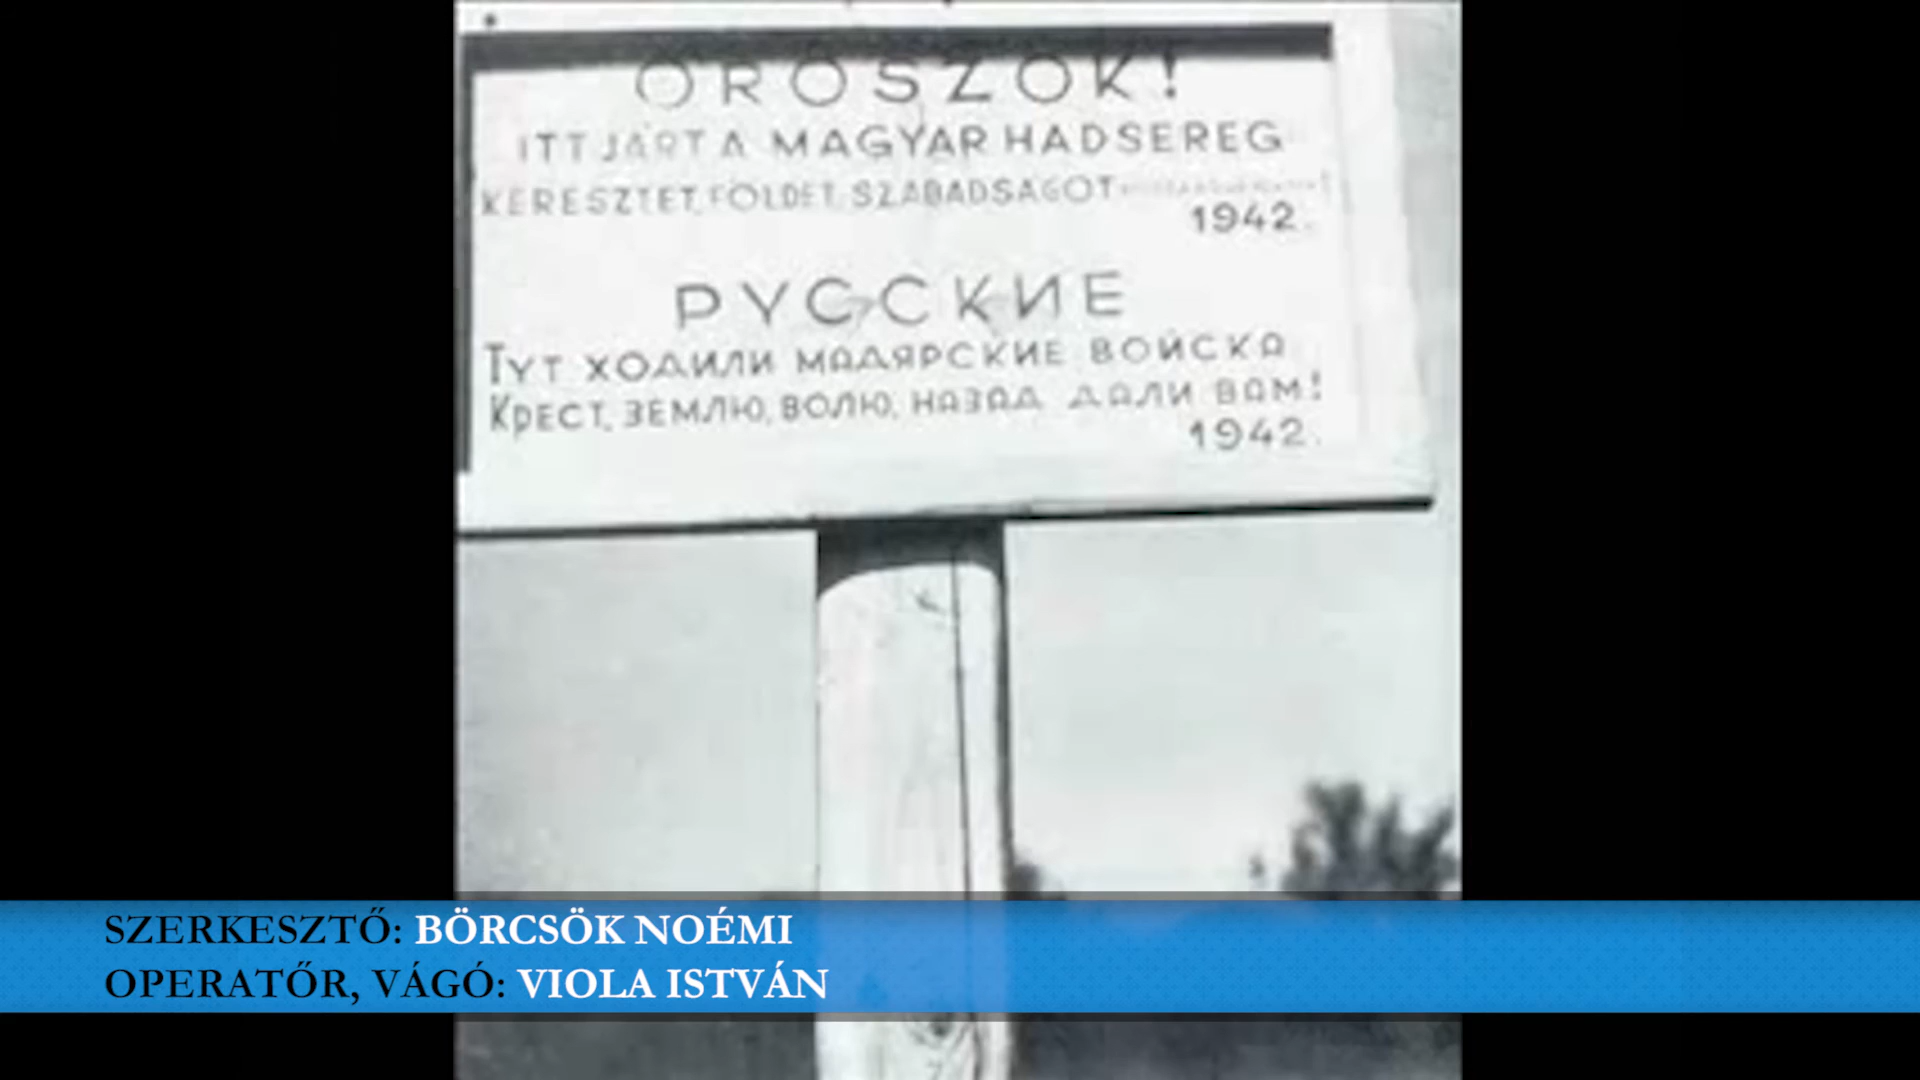 OROSZOK!
ITT JÁRT A MAGYAR HADSEREG
KERESZTET, FÖLDET, SZABADSÁGOT
1942.
РУССКИЕ
Тут ходили мадярские войска
Крест, землю, волю, назад дали вам!
1942.
SZERKESZTŐ: BÖRCSÖK NOÉMI
OPERATŐR, VÁGÓ: VIOLA ISTVÁN